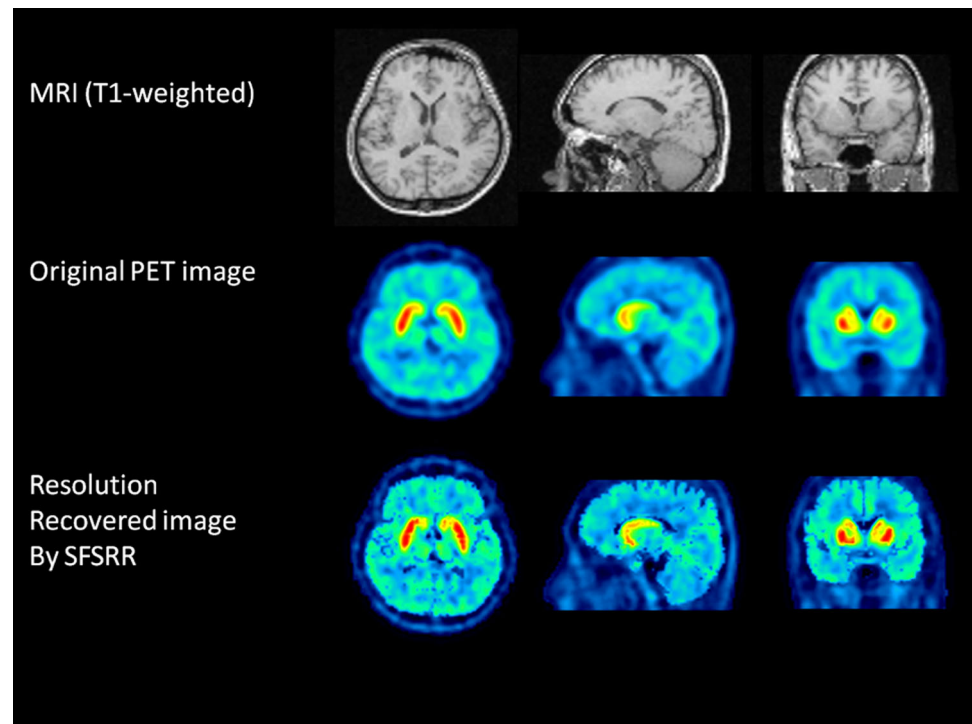 MRI (T1-weighted)
Original PET image
Resolution
Recovered image
By SFSRR